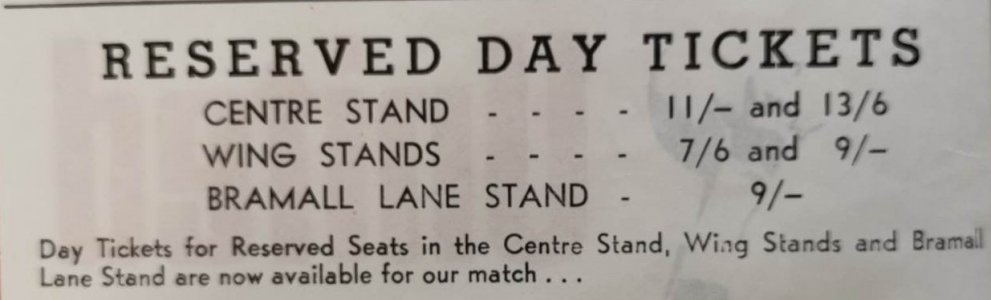 RESERVED DAY TICKETS
CENTRE STAND - - - - 11/– and 13/6
WING STANDS - - - - 7/6 and 9/–
BRAMALL LANE STAND - 9/–
Day Tickets for Reserved Seats in the Centre Stand, Wing Stands and Bramall
Lane Stand are now available for our match . . .